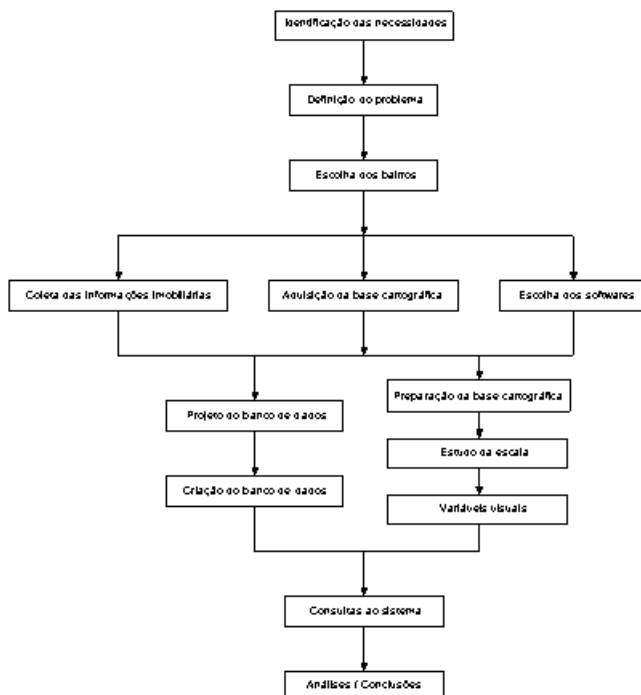 Identificação das necessidades
Definição do problema
Escolha dos bairros
Coleta das informações imobiliárias
Aquisição da base cartográfica
Escolha dos softwares
Preparação da base cartográfica
Projeto do banco de dados
Estudo da escala
Criação do banco de dados
Variáveis visuais
Consultas ao sistema
Análises / Conclusões